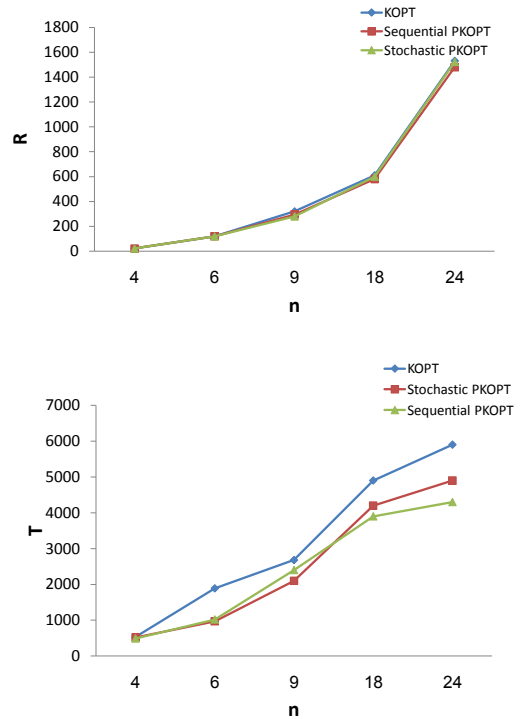 KOPT
Sequential PKOPT
Stochastic PKOPT
1800
1600
1400
1200
1000
800
600
400
200
0
R
4 6 9 18 24
n
KOPT
Stochastic PKOPT
Sequential PKOPT
7000
6000
5000
4000
3000
2000
1000
0
T
4 6 9 18 24
n